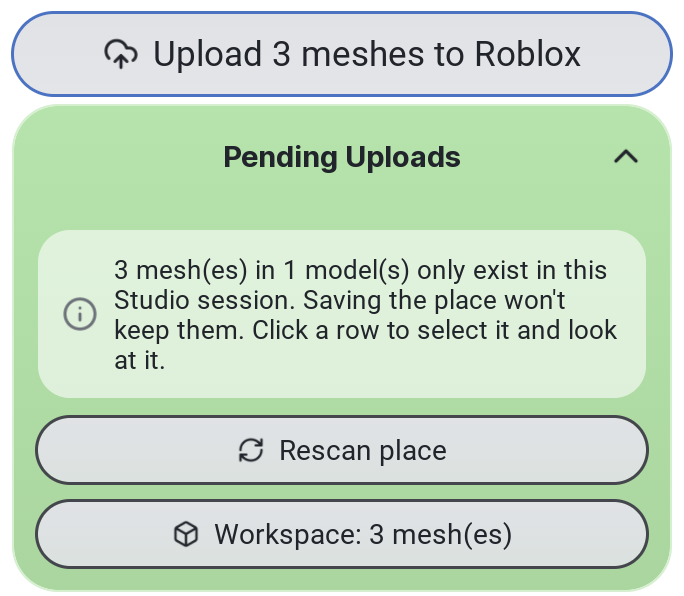 Upload 3 meshes to Roblox
Pending Uploads
3 mesh(es) in 1 model(s) only exist in this
Studio session. Saving the place won't
keep them. Click a row to select it and look
at it.
Rescan place
Workspace: 3 mesh(es)